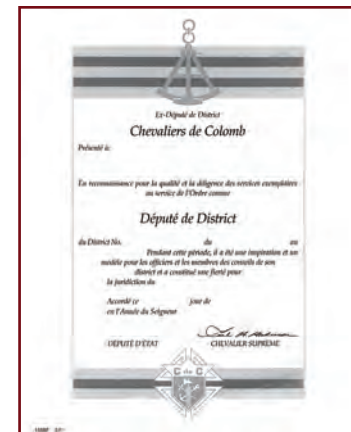 Ex-Député de District
Chevaliers de Colomb
Présenté à:
En reconnaissance pour la qualité et la diligence des services exemplaires
au service de l'Ordre comme
Député de District
du District No. du au
Pendant cette période, il a été une inspiration et un
modèle pour les officiers et les membres des conseils de son
district et a constitué une fierté pour
la juridiction du
Accordé ce jour de
en l'Année du Seigneur
DÉPUTÉ D'ÉTAT CHEVALIER SUPRÊME
C de C